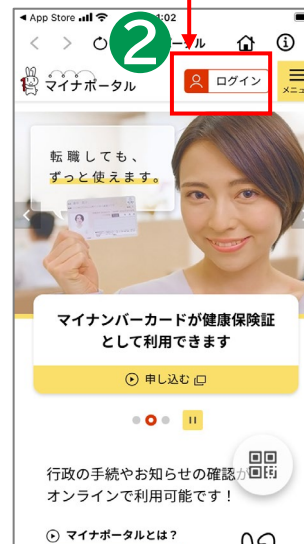 App Store
1:02
2
ータル
マイナポータル
ログイン
メニュー
転職しても、
ずっと使えます。
マイナンバーカードが健康保険証
として利用できます
申し込む
行政の手続やお知らせの確認が
オンラインで利用可能です!
マイナポータルとは?